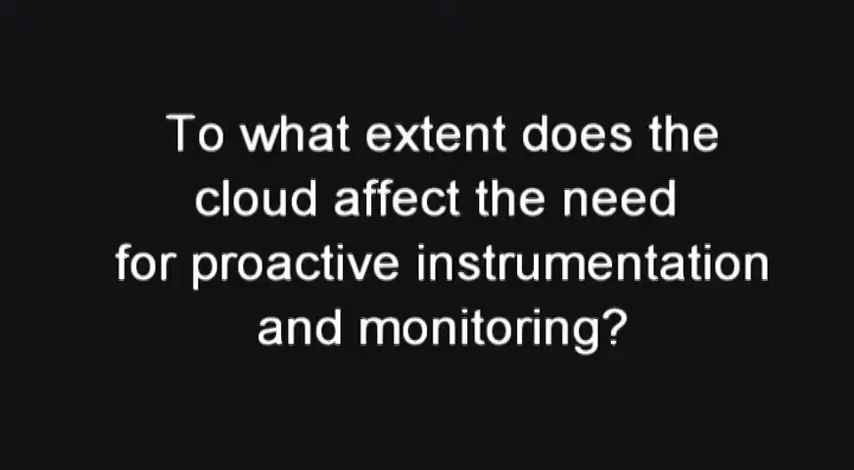 To what extent does the
cloud affect the need
for proactive instrumentation
and monitoring?